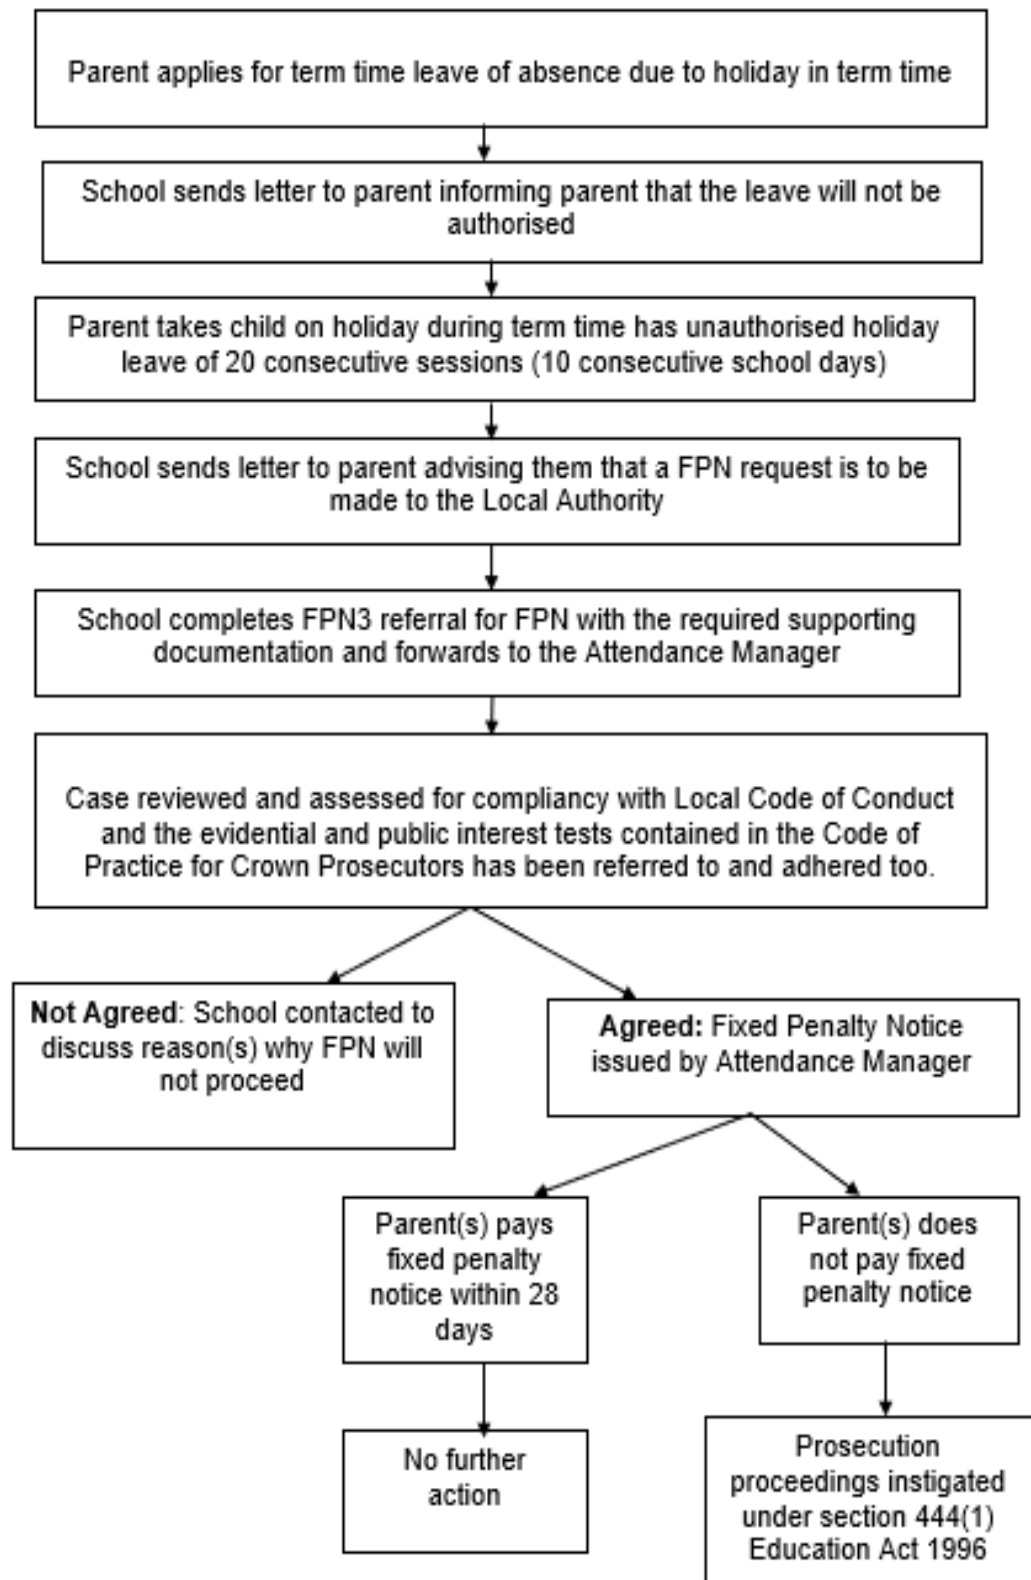 Parent applies for term time leave of absence due to holiday in term time
School sends letter to parent informing parent that the leave will not be
authorised
Parent takes child on holiday during term time has unauthorised holiday
leave of 20 consecutive sessions (10 consecutive school days)
School sends letter to parent advising them that a FPN request is to be
made to the Local Authority
School completes FPN3 referral for FPN with the required supporting
documentation and forwards to the Attendance Manager
Case reviewed and assessed for compliancy with Local Code of Conduct
and the evidential and public interest tests contained in the Code of
Practice for Crown Prosecutors has been referred to and adhered too.
Not Agreed: School contacted to
discuss reason(s) why FPN will
not proceed
Agreed: Fixed Penalty Notice
issued by Attendance Manager
Parent(s) pays
fixed penalty
notice within 28
days
Parent(s) does
not pay fixed
penalty notice
No further
action
Prosecution
proceedings instigated
under section 444(1)
Education Act 1996